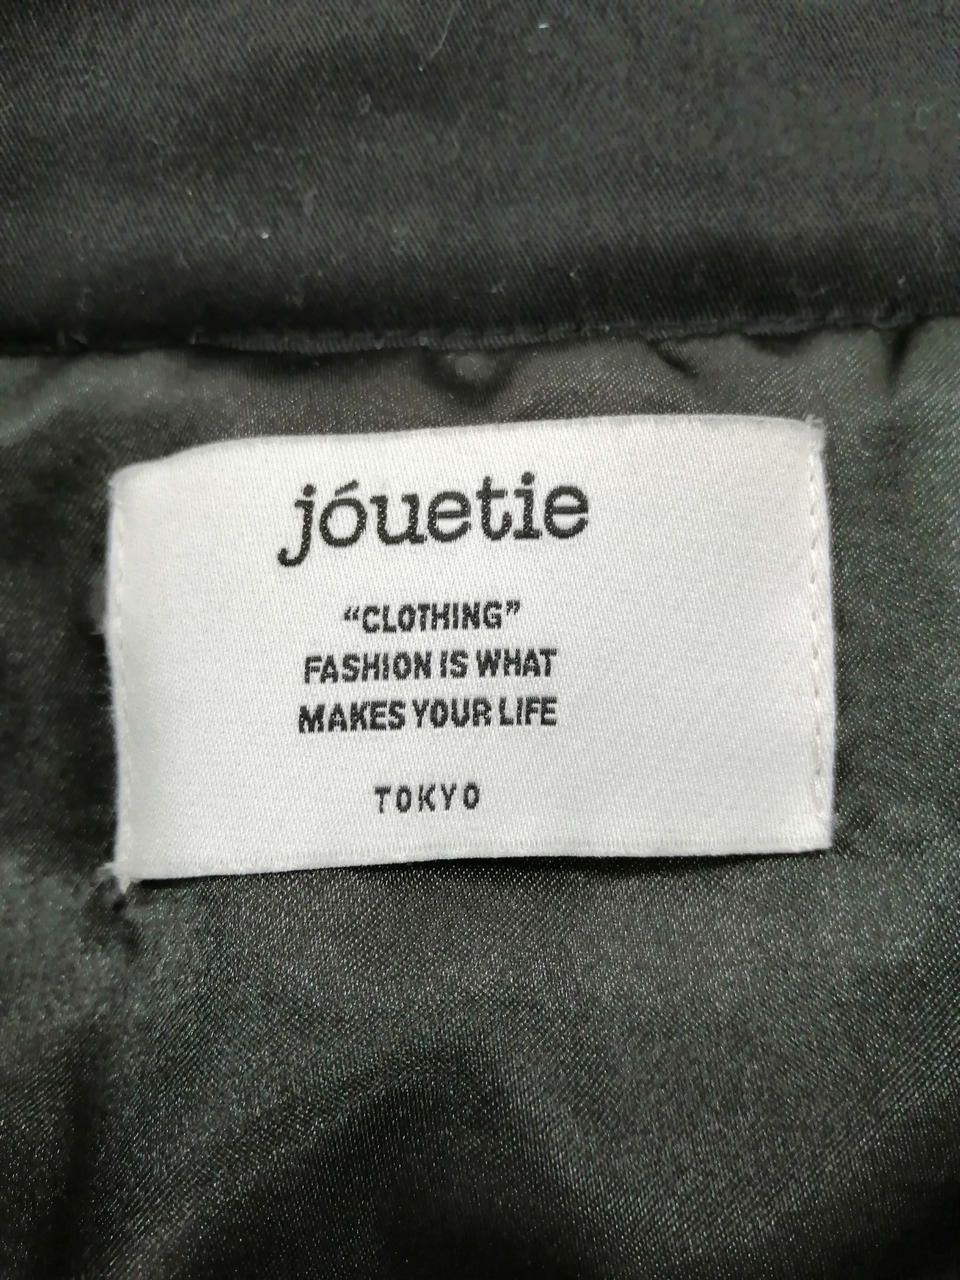 jóuetie
“CLOTHING”
FASHION IS WHAT
MAKES YOUR LIFE
TOKYO